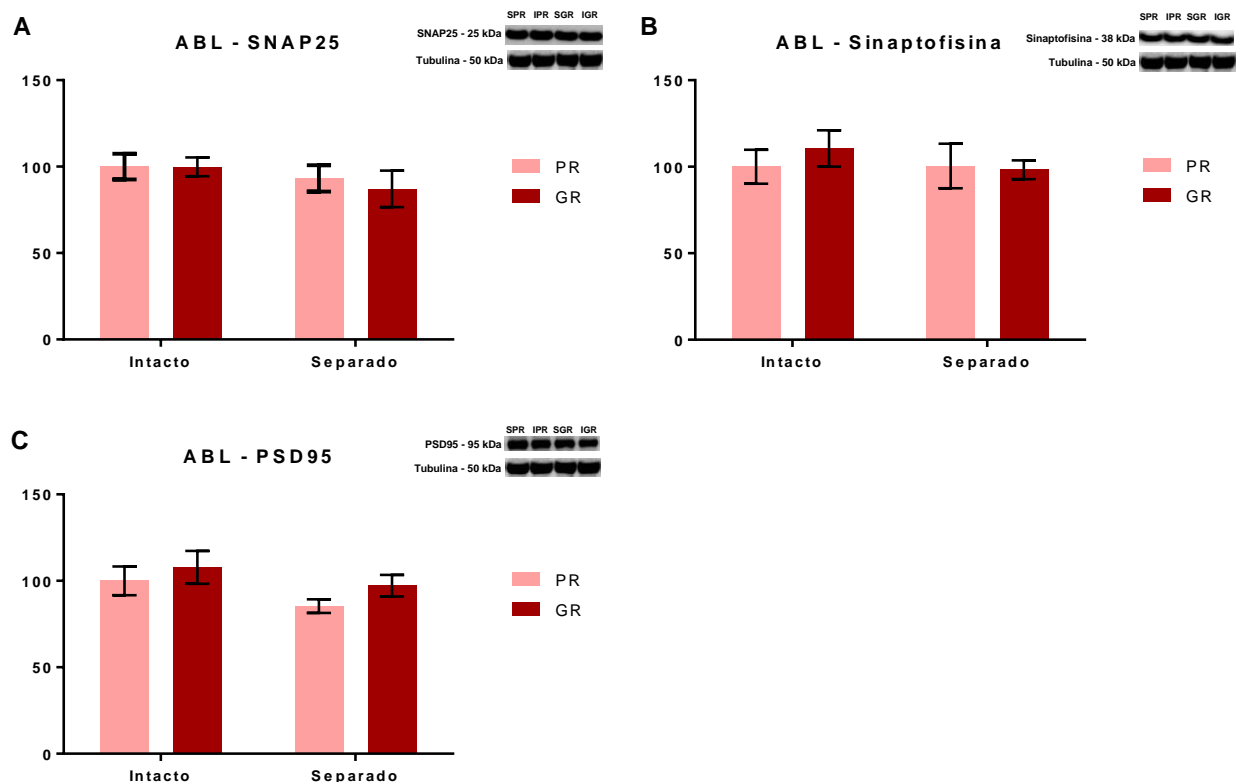 A
ABL - SNAP25
SPR IPR SGR IGR
SNAP25 - 25 kDa
Tubulina - 50 kDa
150
100
50
0
Intacto Separado
PR
GR
B
ABL - Sinaptofisina
SPR IPR SGR IGR
Sinaptofisina - 38 kDa
Tubulina - 50 kDa
150
100
50
0
Intacto Separado
PR
GR
C
ABL - PSD95
SPR IPR SGR IGR
PSD95 - 95 kDa
Tubulina - 50 kDa
150
100
50
0
Intacto Separado
PR
GR